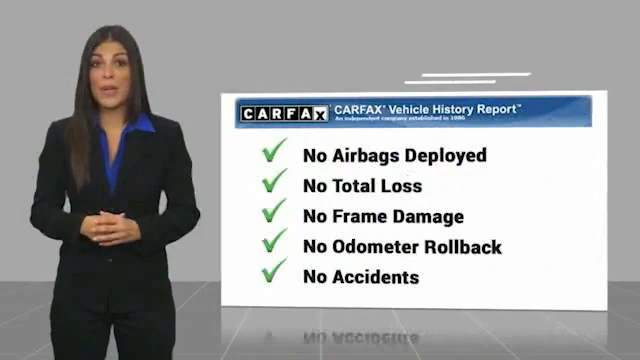 CARFAX CARFAX Vehicle History Report™
An independent company established in 1986
No Airbags Deployed
No Total Loss
No Frame Damage
No Odometer Rollback
No Accidents